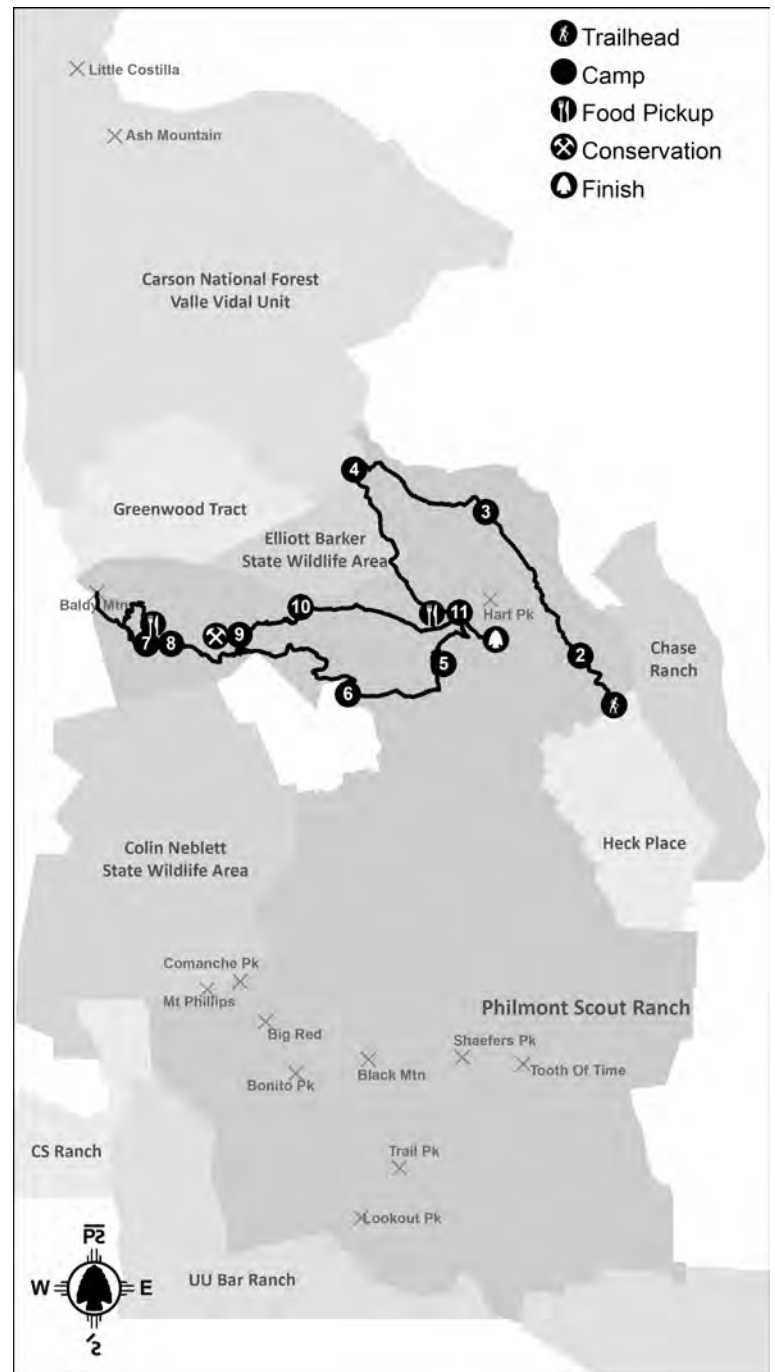 Trailhead
Camp
Food Pickup
Conservation
Finish
Little Costilla
Ash Mountain
Carson National Forest
Valle Vidal Unit
4
Greenwood Tract
3
Elliott Barker
State Wildlife Area
Baldy Mtn
10
11
Hart Pk
7
8
9
5
2
Chase
Ranch
6
Heck Place
Colin Neblett
State Wildlife Area
Comanche Pk
Mt Phillips
Philmont Scout Ranch
Big Red
Shaefers Pk
Black Mtn
Tooth Of Time
Bonito Pk
CS Ranch
Trail Pk
Lookout Pk
UU Bar Ranch
W
E